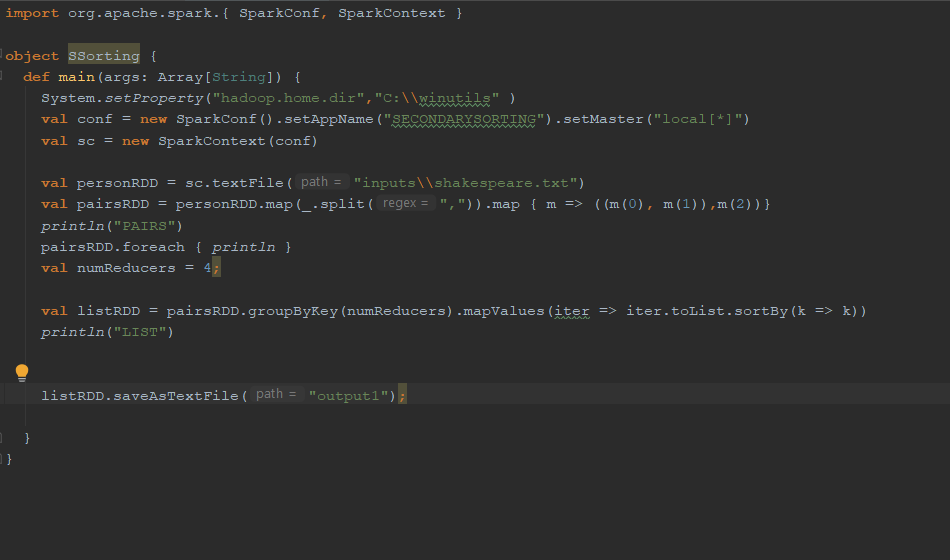 import org.apache.spark.{ SparkConf, SparkContext }
object SSorting {
def main(args: Array[String]) {
System.setProperty("hadoop.home.dir","C:\\winutils" )
val conf = new SparkConf().setAppName("SECONDARYSORTING").setMaster("local[*]")
val sc = new SparkContext(conf)
val personRDD = sc.textFile( path = "inputs\\shakespeare.txt")
val pairsRDD = personRDD.map(_.split( regex = ",")).map { m => ((m(0), m(1)),m(2))}
println("PAIRS")
pairsRDD.foreach { println }
val numReducers = 4;
val listRDD = pairsRDD.groupByKey(numReducers).mapValues(iter => iter.toList.sortBy(k => k))
println("LIST")
listRDD.saveAsTextFile( path = "output1");
}
}